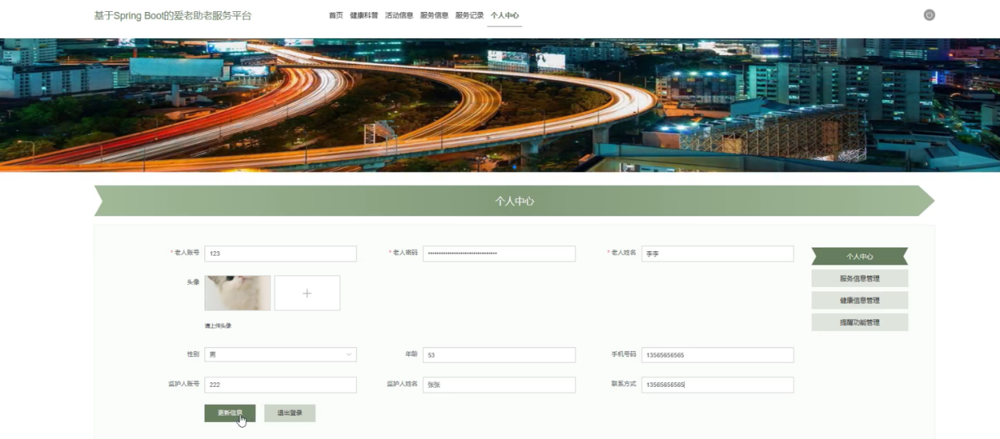 基于Spring Boot的爱老助老服务平台
首页 健康科普 活动信息 服务信息 服务记录 个人中心
个人中心
*老人账号 123 *老人密码 ******************************** *老人姓名 李李
头像
请上传头像
性别 男 年龄 53 手机号码 13565656565
监护人账号 222 监护人姓名 张张 联系方式 13565656565
更新信息 退出登录
个人中心
服务信息管理
健康信息管理
提醒功能管理